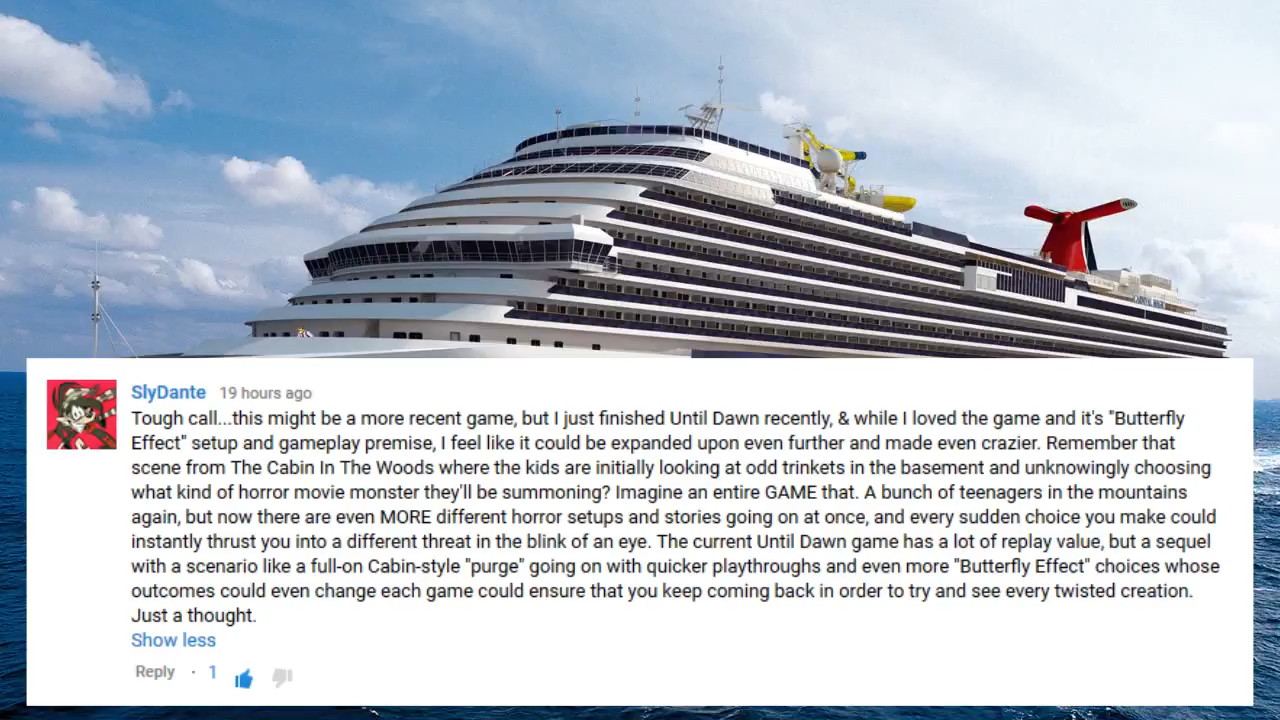 SlyDante 19 hours ago
Tough call...this might be a more recent game, but I just finished Until Dawn recently, & while I loved the game and it's "Butterfly
Effect" setup and gameplay premise, I feel like it could be expanded upon even further and made even crazier. Remember that
scene from The Cabin In The Woods where the kids are initially looking at odd trinkets in the basement and unknowingly choosing
what kind of horror movie monster they'll be summoning? Imagine an entire GAME that. A bunch of teenagers in the mountains
again, but now there are even MORE different horror setups and stories going on at once, and every sudden choice you make could
instantly thrust you into a different threat in the blink of an eye. The current Until Dawn game has a lot of replay value, but a sequel
with a scenario like a full-on Cabin-style "purge" going on with quicker playthroughs and even more "Butterfly Effect" choices whose
outcomes could even change each game could ensure that you keep coming back in order to try and see every twisted creation.
Just a thought.
Show less
Reply · 1